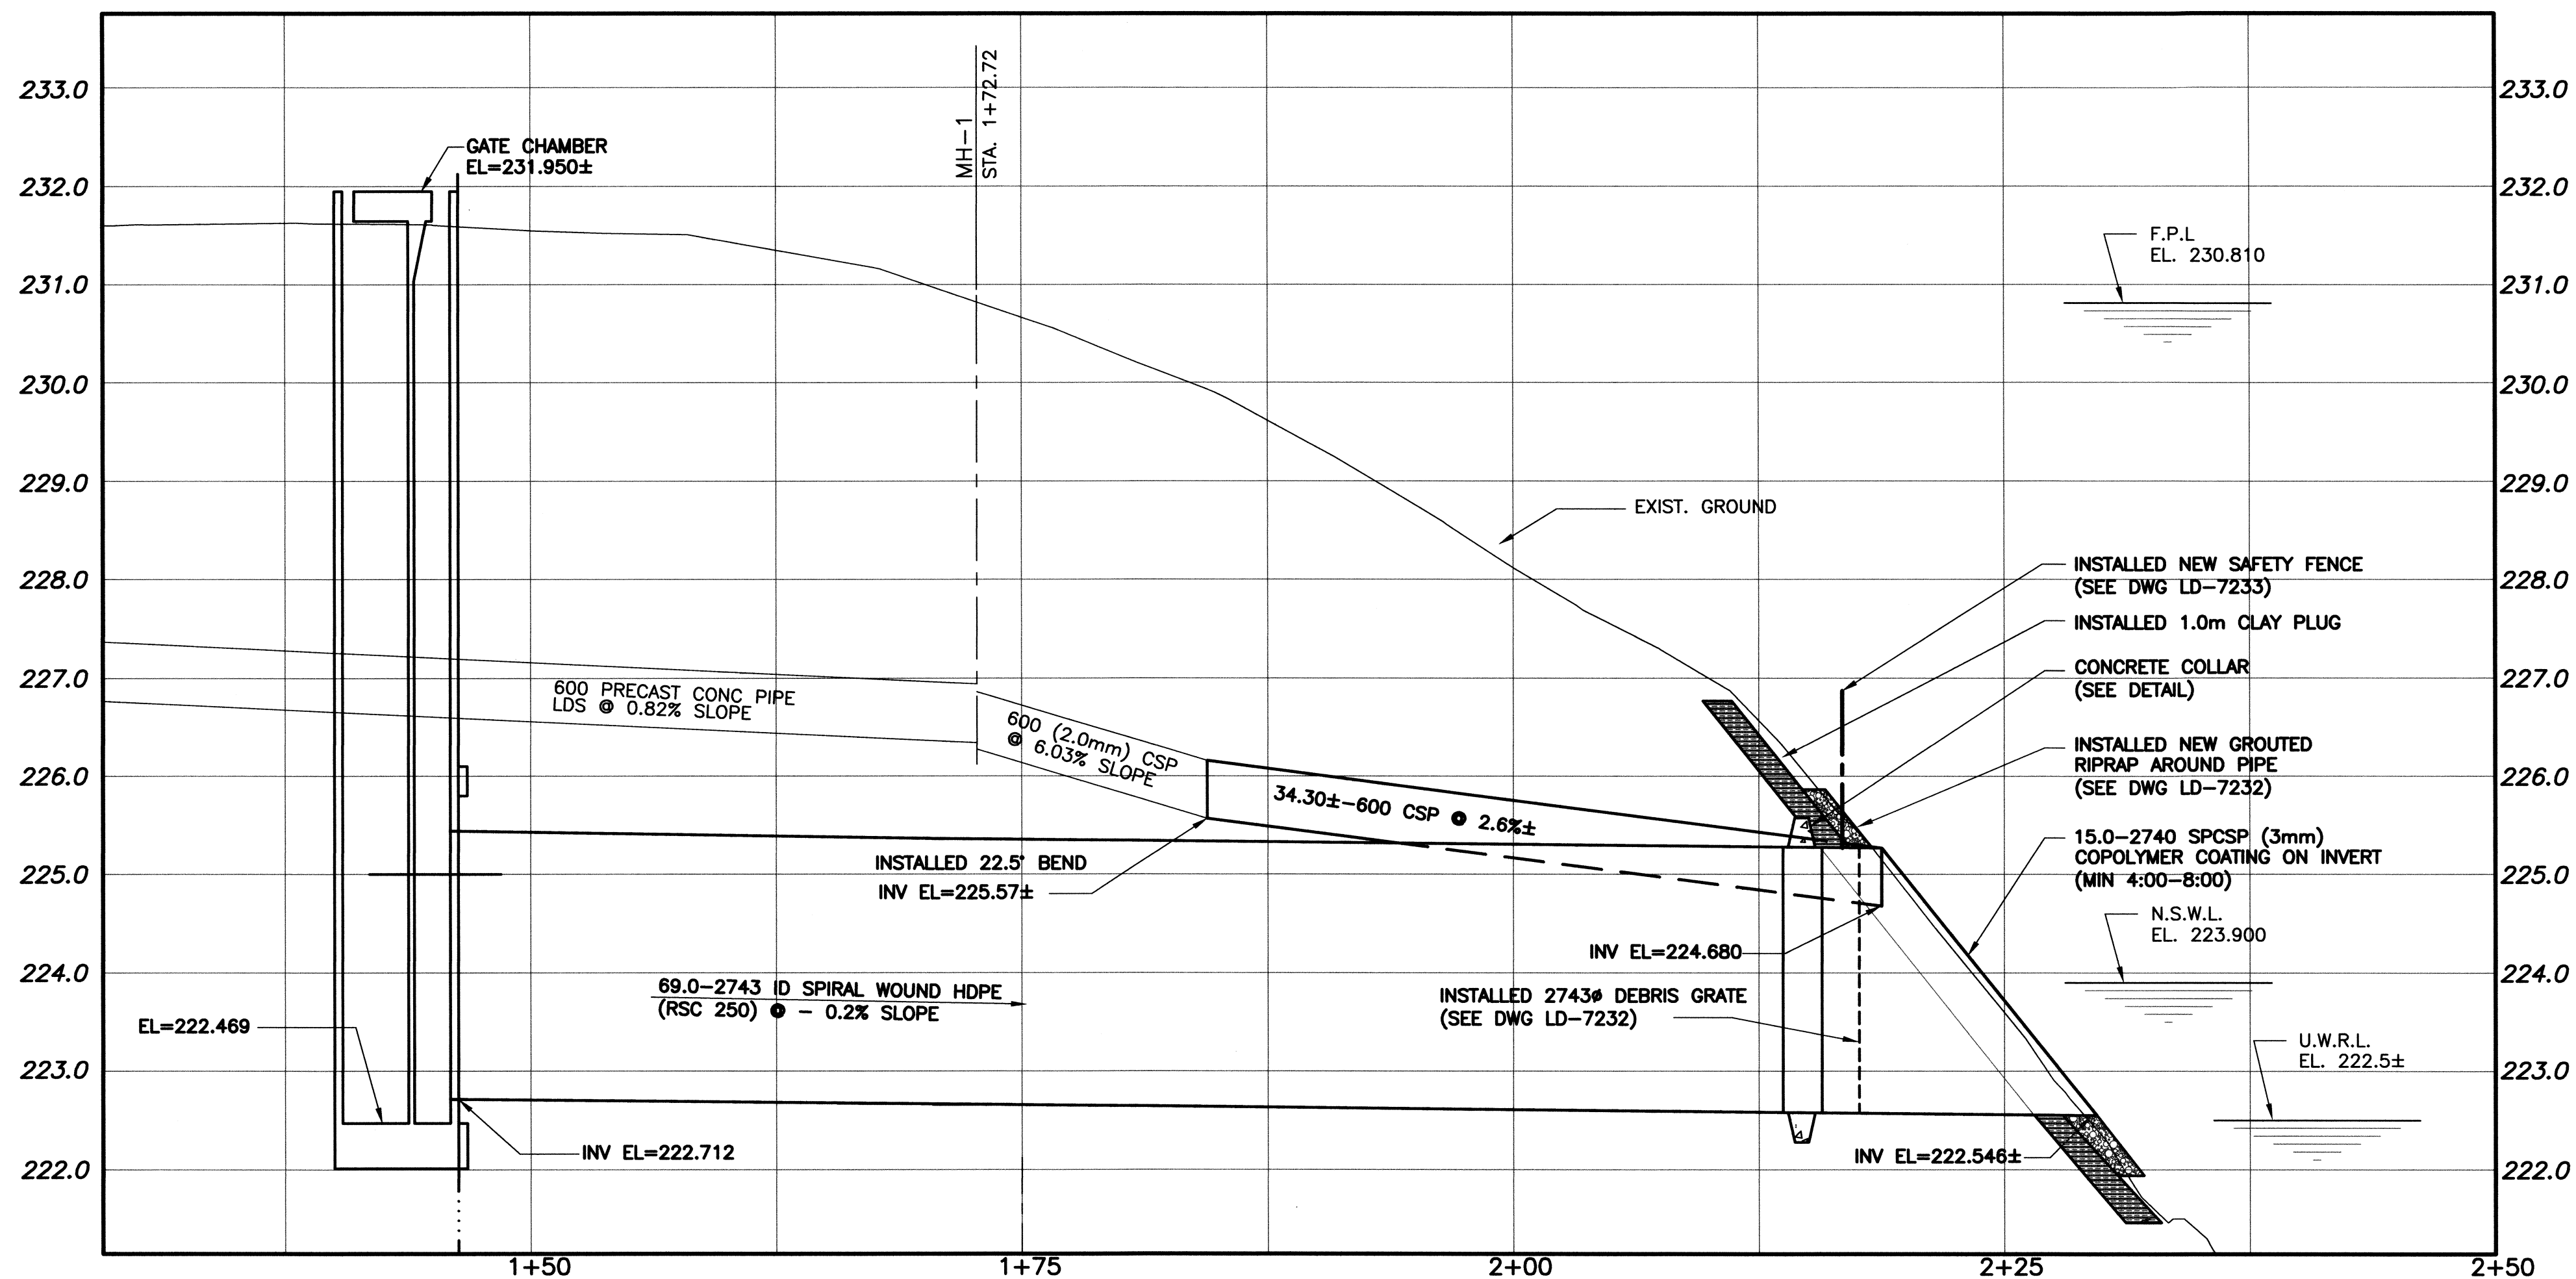 233.0
233.0
232.0
232.0
231.0
231.0
230.0
230.0
229.0
229.0
228.0
228.0
227.0
227.0
226.0
226.0
225.0
225.0
224.0
224.0
223.0
223.0
222.0
222.0
GATE CHAMBER
EL=231.950±
MH-1
STA. 1+72.72
F.P.L
EL. 230.810
EXIST. GROUND
INSTALLED NEW SAFETY FENCE
(SEE DWG LD-7233)
INSTALLED 1.0m CLAY PLUG
CONCRETE COLLAR
(SEE DETAIL)
INSTALLED NEW GROUTED
RIPRAP AROUND PIPE
(SEE DWG LD-7232)
15.0-2740 SPCSP (3mm)
COPOLYMER COATING ON INVERT
(MIN 4:00-8:00)
N.S.W.L.
EL. 223.900
U.W.R.L.
EL. 222.5±
600 PRECAST CONC PIPE
LDS @ 0.82% SLOPE
600 (2.0mm) CSP
@ 6.03% SLOPE
34.30±-600 CSP @ 2.6%±
INSTALLED 22.5° BEND
INV EL=225.57±
INV EL=224.680
69.0-2743 ID SPIRAL WOUND HDPE
(RSC 250) @ - 0.2% SLOPE
INSTALLED 2743ø DEBRIS GRATE
(SEE DWG LD-7232)
EL=222.469
INV EL=222.712
INV EL=222.546±
1+50
1+75
2+00
2+25
2+50